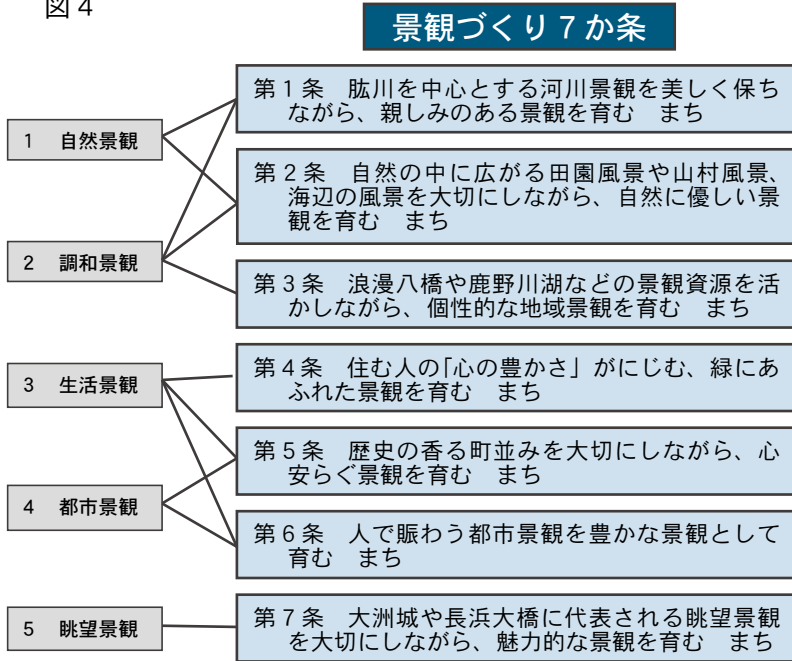 図4
景観づくり7か条
第1条　肱川を中心とする河川景観を美しく保ち
ながら、親しみのある景観を育む　まち
1　自然景観
第2条　自然の中に広がる田園風景や山村風景、
海辺の風景を大切にしながら、自然に優しい景
観を育む　まち
2　調和景観
第3条　浪漫八橋や鹿野川湖などの景観資源を活
かしながら、個性的な地域景観を育む　まち
3　生活景観
第4条　住む人の「心の豊かさ」がにじむ、緑にあ
ふれた景観を育む　まち
第5条　歴史の香る町並みを大切にしながら、心
安らぐ景観を育む　まち
4　都市景観
第6条　人で賑わう都市景観を豊かな景観として
育む　まち
5　眺望景観
第7条　大洲城や長浜大橋に代表される眺望景観
を大切にしながら、魅力的な景観を育む　まち